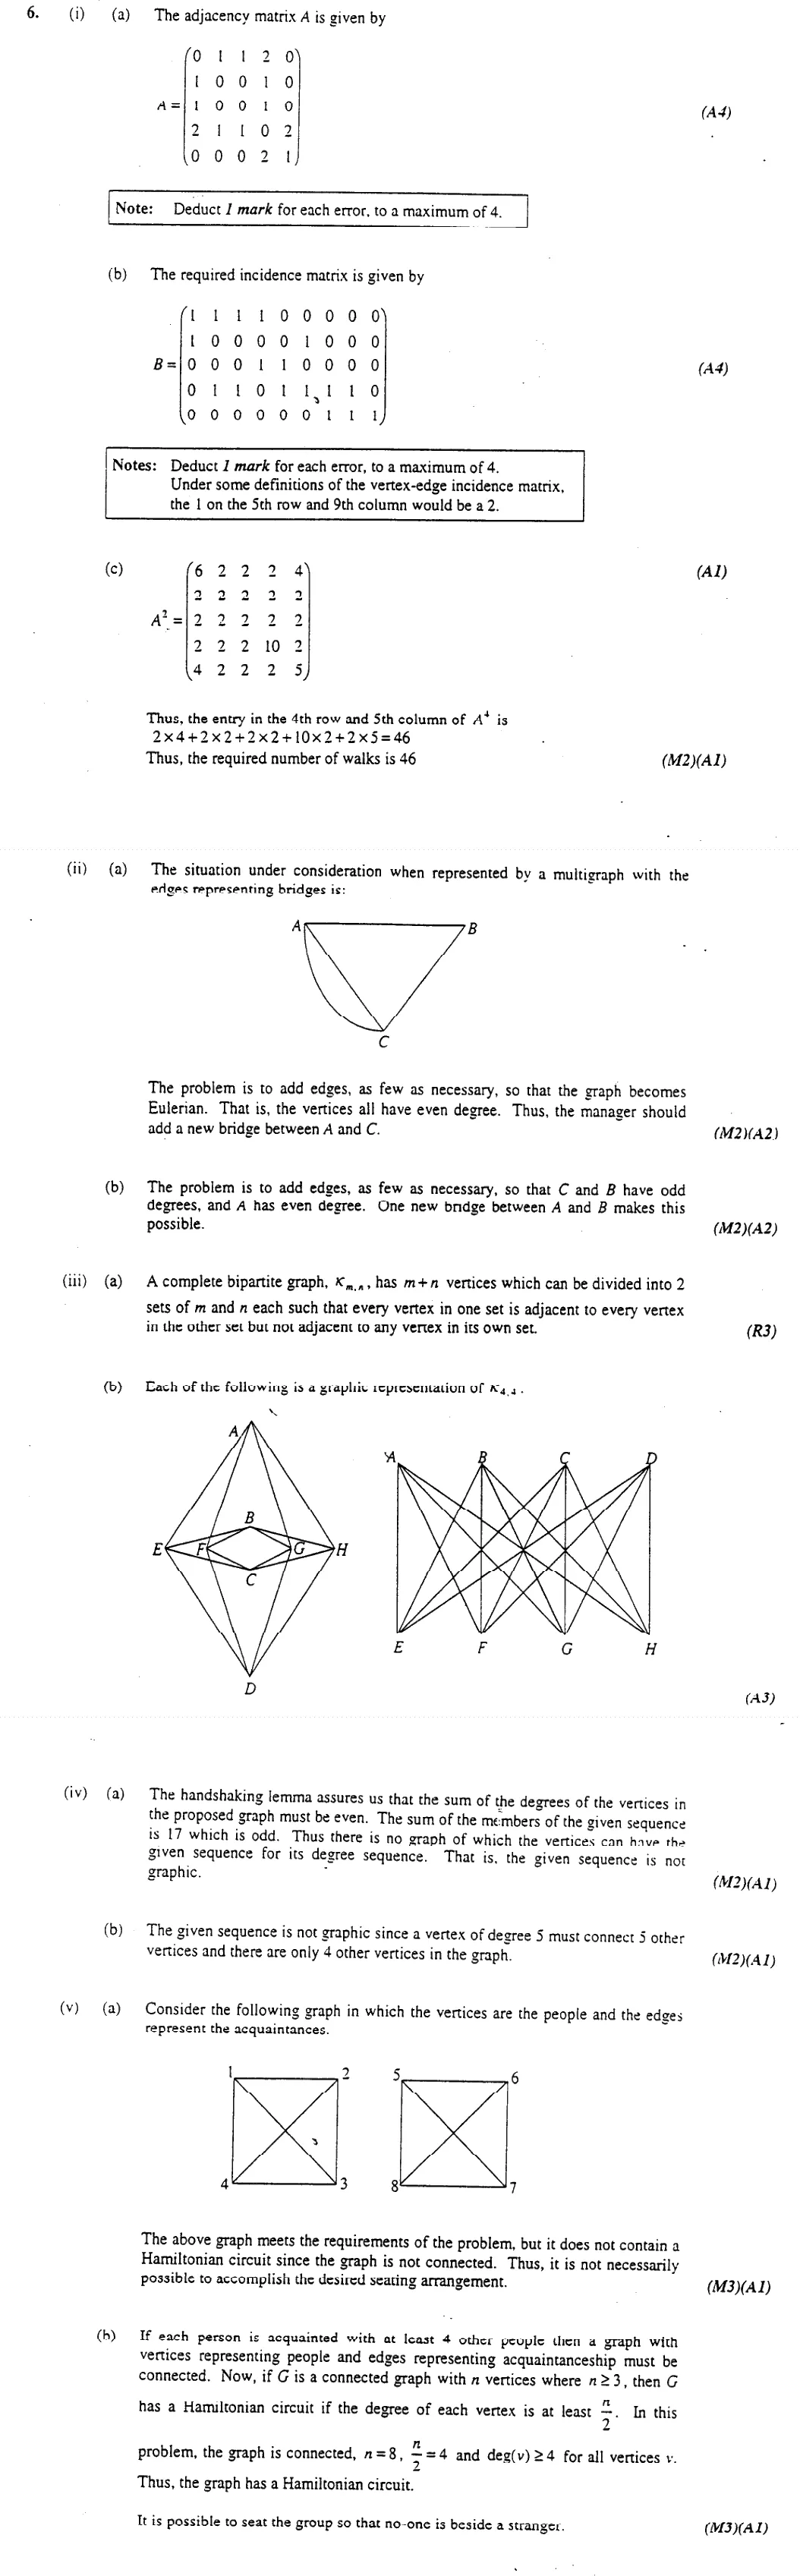 6. (i) (a) The adjacency matrix A is given by
A = (0 1 1 2 0
1 0 0 1 0
1 0 0 1 0
2 1 1 0 2
0 0 0 2 1)
(A4)
Note: Deduct 1 mark for each error, to a maximum of 4.
(b) The required incidence matrix is given by
B = (1 1 1 1 0 0 0 0 0
1 0 0 0 0 1 0 0 0
0 0 0 1 1 0 0 0 0
0 1 1 0 1 1 1 1 0
0 0 0 0 0 0 1 1 1)
(A4)
Notes: Deduct 1 mark for each error, to a maximum of 4.
Under some definitions of the vertex-edge incidence matrix,
the 1 on the 5th row and 9th column would be a 2.
(c) A² = (6 2 2 2 4
2 2 2 2 2
2 2 2 2 2
2 2 2 10 2
4 2 2 2 5)
(A1)
Thus, the entry in the 4th row and 5th column of A⁴ is
2×4+2×2+2×2+10×2+2×5=46
Thus, the required number of walks is 46 (M2)(A1)
(ii) (a) The situation under consideration when represented by a multigraph with the
edges representing bridges is:
A B
C
The problem is to add edges, as few as necessary, so that the graph becomes
Eulerian. That is, the vertices all have even degree. Thus, the manager should
add a new bridge between A and C. (M2)(A2)
(b) The problem is to add edges, as few as necessary, so that C and B have odd
degrees, and A has even degree. One new bridge between A and B makes this
possible. (M2)(A2)
(iii) (a) A complete bipartite graph, K_{m,n}, has m+n vertices which can be divided into 2
sets of m and n each such that every vertex in one set is adjacent to every vertex
in the other set but not adjacent to any vertex in its own set. (R3)
(b) Each of the following is a graphic representation of K_{4,4}.
A
B
E F G H
C
D
A B C D
E F G H
(A3)
(iv) (a) The handshaking lemma assures us that the sum of the degrees of the vertices in
the proposed graph must be even. The sum of the members of the given sequence
is 17 which is odd. Thus there is no graph of which the vertices can have the
given sequence for its degree sequence. That is, the given sequence is not
graphic. (M2)(A1)
(b) The given sequence is not graphic since a vertex of degree 5 must connect 5 other
vertices and there are only 4 other vertices in the graph. (M2)(A1)
(v) (a) Consider the following graph in which the vertices are the people and the edges
represent the acquaintances.
1 2 5 6
4 3 8 7
The above graph meets the requirements of the problem, but it does not contain a
Hamiltonian circuit since the graph is not connected. Thus, it is not necessarily
possible to accomplish the desired seating arrangement. (M3)(A1)
(b) If each person is acquainted with at least 4 other people then a graph with
vertices representing people and edges representing acquaintanceship must be
connected. Now, if G is a connected graph with n vertices where n ≥ 3, then G
has a Hamiltonian circuit if the degree of each vertex is at least n/2. In this
problem, the graph is connected, n = 8, n/2 = 4 and deg(v) ≥ 4 for all vertices v.
Thus, the graph has a Hamiltonian circuit.
It is possible to seat the group so that no-one is beside a stranger. (M3)(A1)